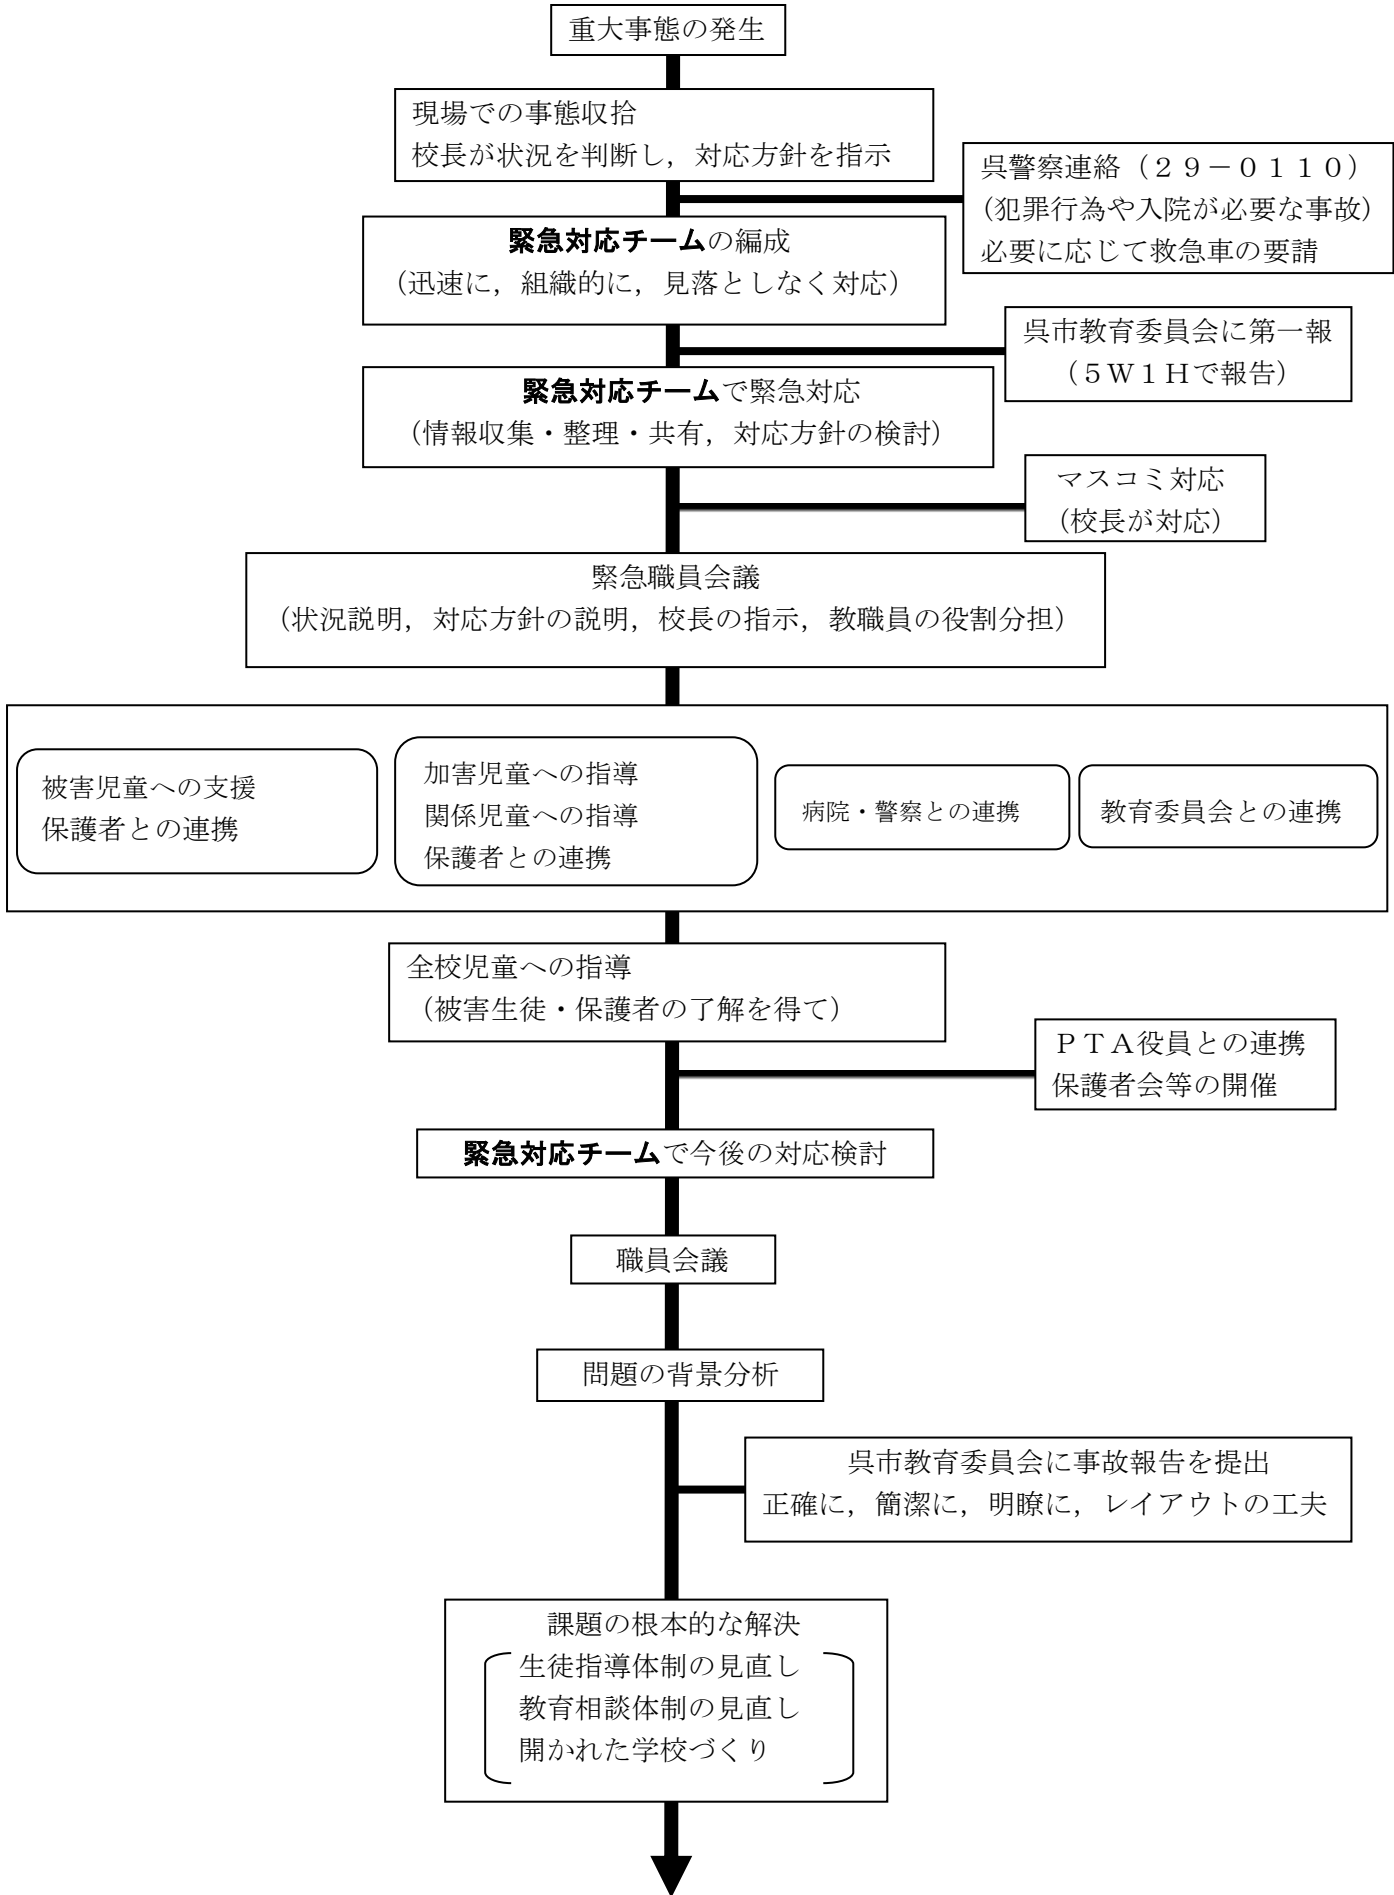 重大事態の発生
現場での事態収拾
校長が状況を判断し，対応方針を指示
呉警察連絡（２９－０１１０）
(犯罪行為や入院が必要な事故)
必要に応じて救急車の要請
緊急対応チームの編成
（迅速に，組織的に，見落としなく対応）
呉市教育委員会に第一報
（５Ｗ１Ｈで報告）
緊急対応チームで緊急対応
（情報収集・整理・共有，対応方針の検討）
マスコミ対応
（校長が対応）
緊急職員会議
（状況説明，対応方針の説明，校長の指示，教職員の役割分担）
被害児童への支援
保護者との連携
加害児童への指導
関係児童への指導
保護者との連携
病院・警察との連携
教育委員会との連携
全校児童への指導
（被害生徒・保護者の了解を得て）
ＰＴＡ役員との連携
保護者会等の開催
緊急対応チームで今後の対応検討
職員会議
問題の背景分析
呉市教育委員会に事故報告を提出
正確に，簡潔に，明瞭に，レイアウトの工夫
課題の根本的な解決
生徒指導体制の見直し
教育相談体制の見直し
開かれた学校づくり